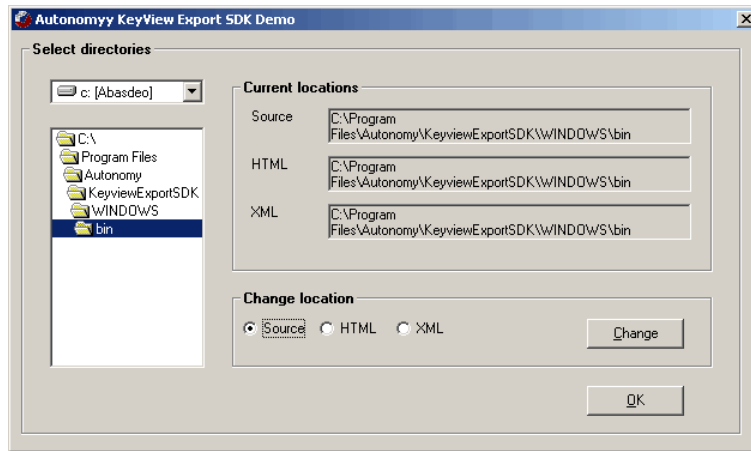 Autonomyy KeyView Export SDK Demo
Select directories
c: [Abasdeo]
C:\
Program Files
Autonomy
KeyviewExportSDK
WINDOWS
bin
Current locations
Source
C:\Program
Files\Autonomy\KeyviewExportSDK\WINDOWS\bin
HTML
C:\Program
Files\Autonomy\KeyviewExportSDK\WINDOWS\bin
XML
C:\Program
Files\Autonomy\KeyviewExportSDK\WINDOWS\bin
Change location
Source HTML XML
Change
OK